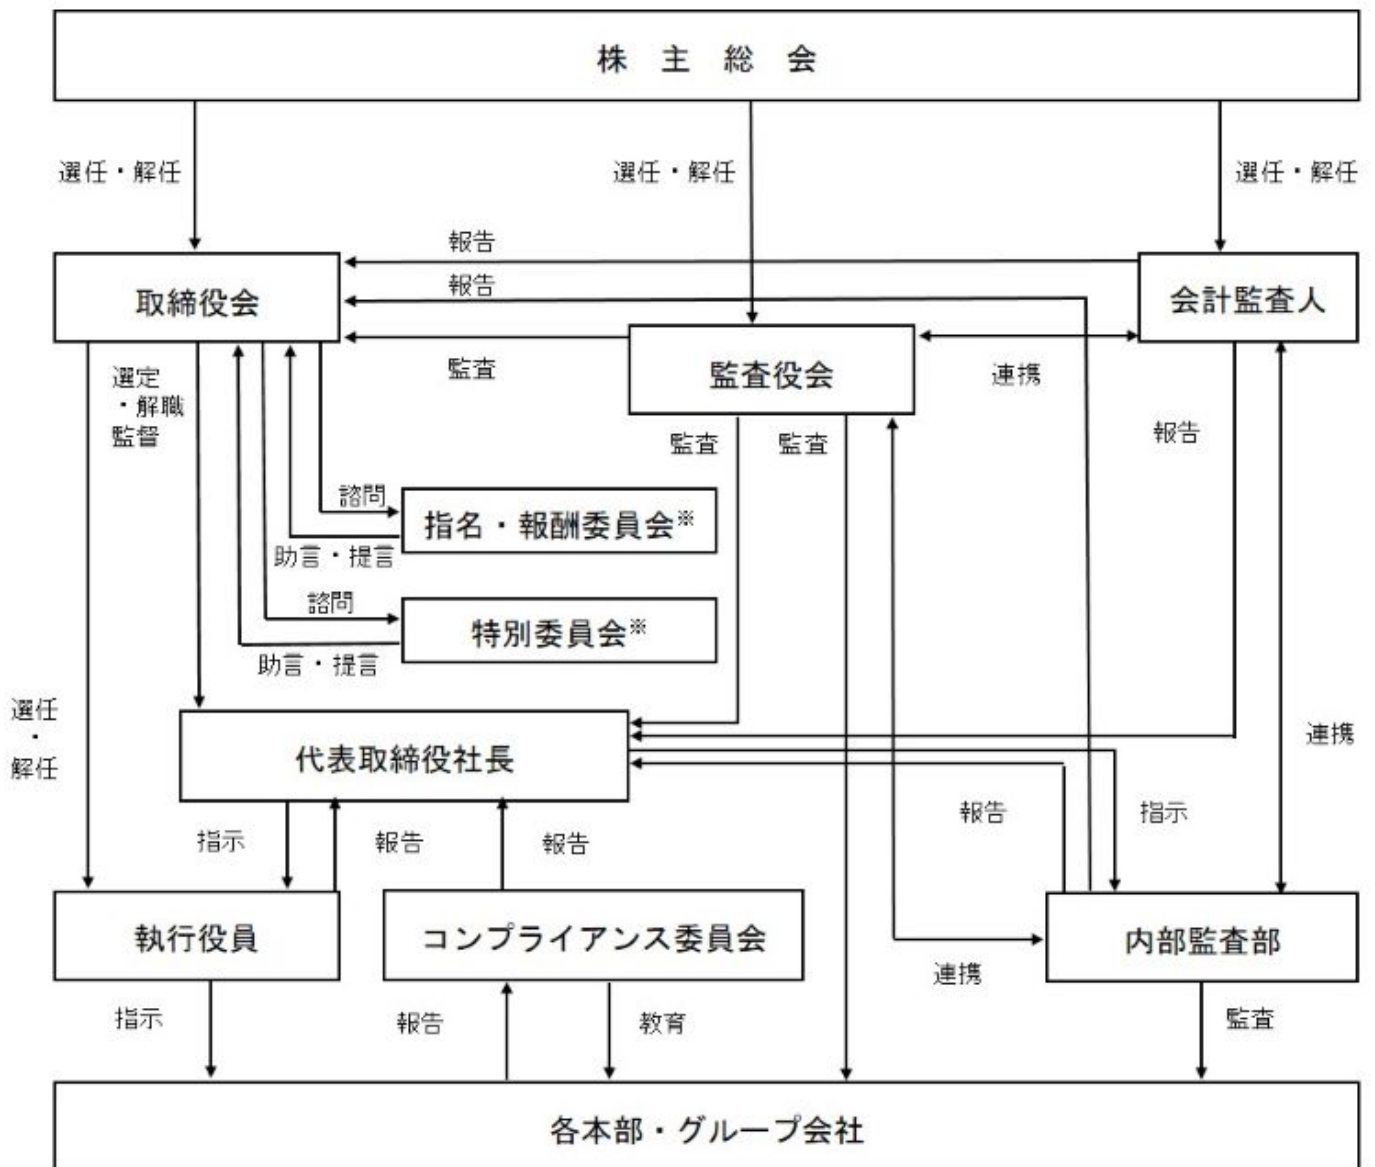 株 主 総 会
選任・解任
選任・解任
選任・解任
報告
報告
取締役会
会計監査人
監査
監査役会
連携
選定
・解職
監督
監査
監査
報告
諮問
指名・報酬委員会※
助言・提言
諮問
特別委員会※
助言・提言
選任
・
解任
代表取締役社長
連携
指示
報告
報告
報告
指示
執行役員
コンプライアンス委員会
内部監査部
連携
指示
報告
教育
監査
各本部・グループ会社